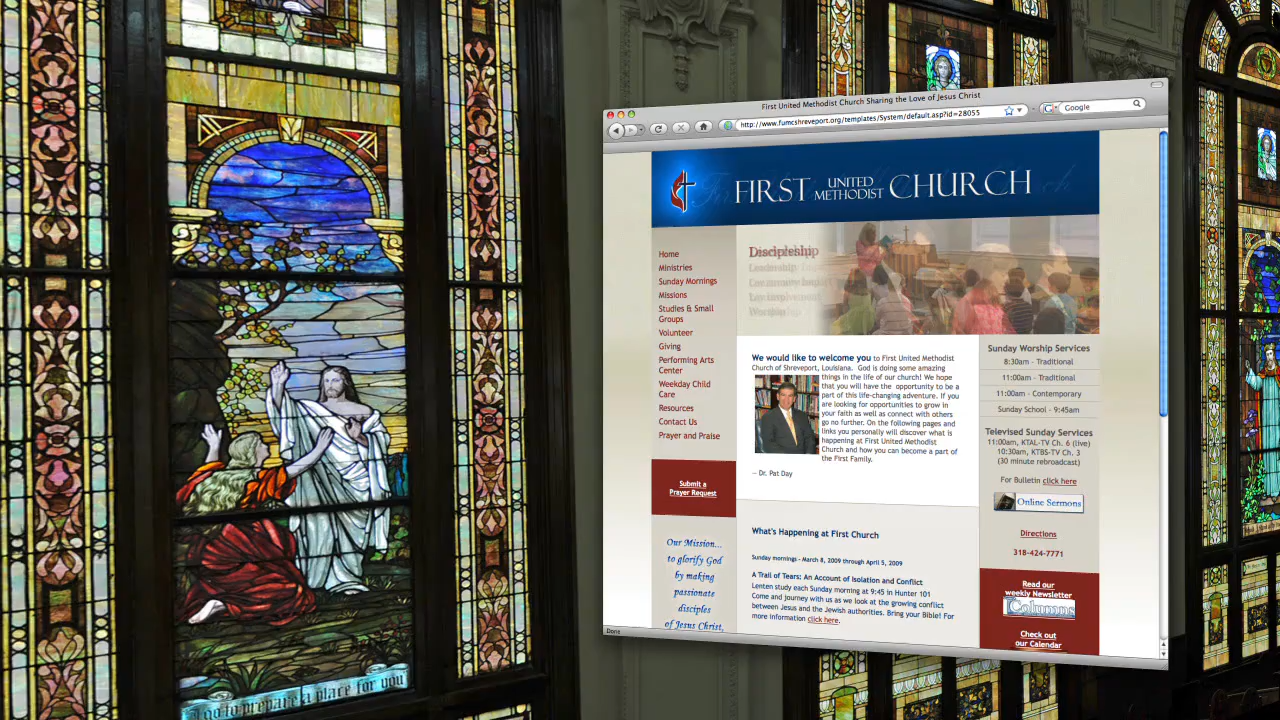 I go to prepare a place for you
First United Methodist Church Sharing the Love of Jesus Christ
http://www.fumcshreveport.org/templates/System/default.asp?id=28055
Google
FIRST UNITED METHODIST CHURCH
Home
Ministries
Sunday Mornings
Missions
Studies & Small
Groups
Volunteer
Giving
Performing Arts
Center
Weekday Child
Care
Resources
Contact Us
Prayer and Praise
Submit a
Prayer Request
Our Mission...
to glorify God
by making
passionate
disciples
of Jesus Christ,
Discipleship
Leadership
Lay Involvement
Worship
We would like to welcome you to First United Methodist
Church of Shreveport, Louisiana. God is doing some amazing
things in the life of our church! We hope
that you will have the opportunity to be a
part of this life-changing adventure. If you
are looking for opportunities to grow in
your faith as well as connect with others
go no further. On the following pages and
links you personally will discover what is
happening at First United Methodist
Church and how you can become a part of
the First Family.
-- Dr. Pat Day
What's Happening at First Church
Sunday mornings - March 8, 2009 through April 5, 2009
A Trail of Tears: An Account of Isolation and Conflict
Lenten study each Sunday morning at 9:45 in Hunter 101
Come and journey with us as we look at the growing conflict
between Jesus and the Jewish authorities. Bring your Bible! For
more information click here.
Sunday Worship Services
8:30am - Traditional
11:00am - Traditional
11:00am - Contemporary
Sunday School - 9:45am
Televised Sunday Services
11:00am, KTAL-TV Ch. 6 (live)
10:30am, KTBS-TV Ch. 3
(30 minute rebroadcast)
For Bulletin click here
Online Sermons
Directions
318-424-7771
Read our
weekly Newsletter
Columns
Check out
our Calendar
Done